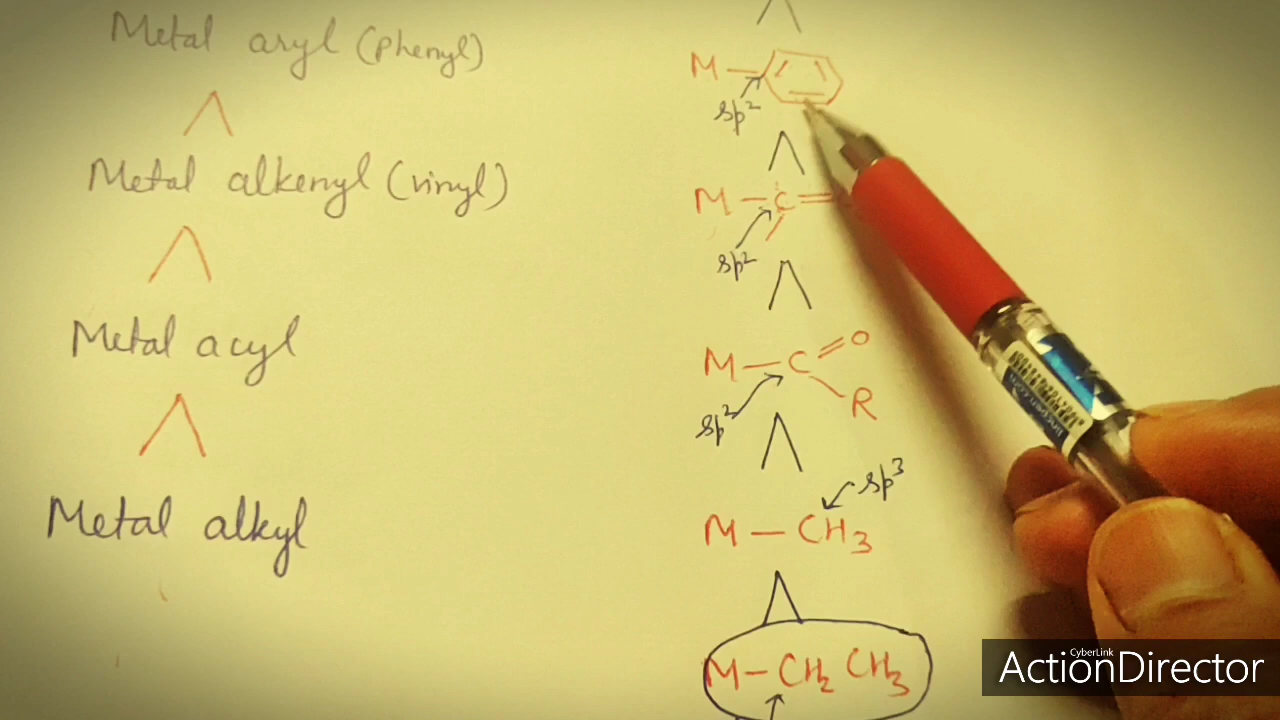 Metal aryl (phenyl)
Metal alkenyl (vinyl)
Metal acyl
Metal alkyl
M
sp²
M — C =
sp²
M — C = O
R
sp²
sp³
M — CH₃
M — CH₂ CH₃
CyberLink
ActionDirector